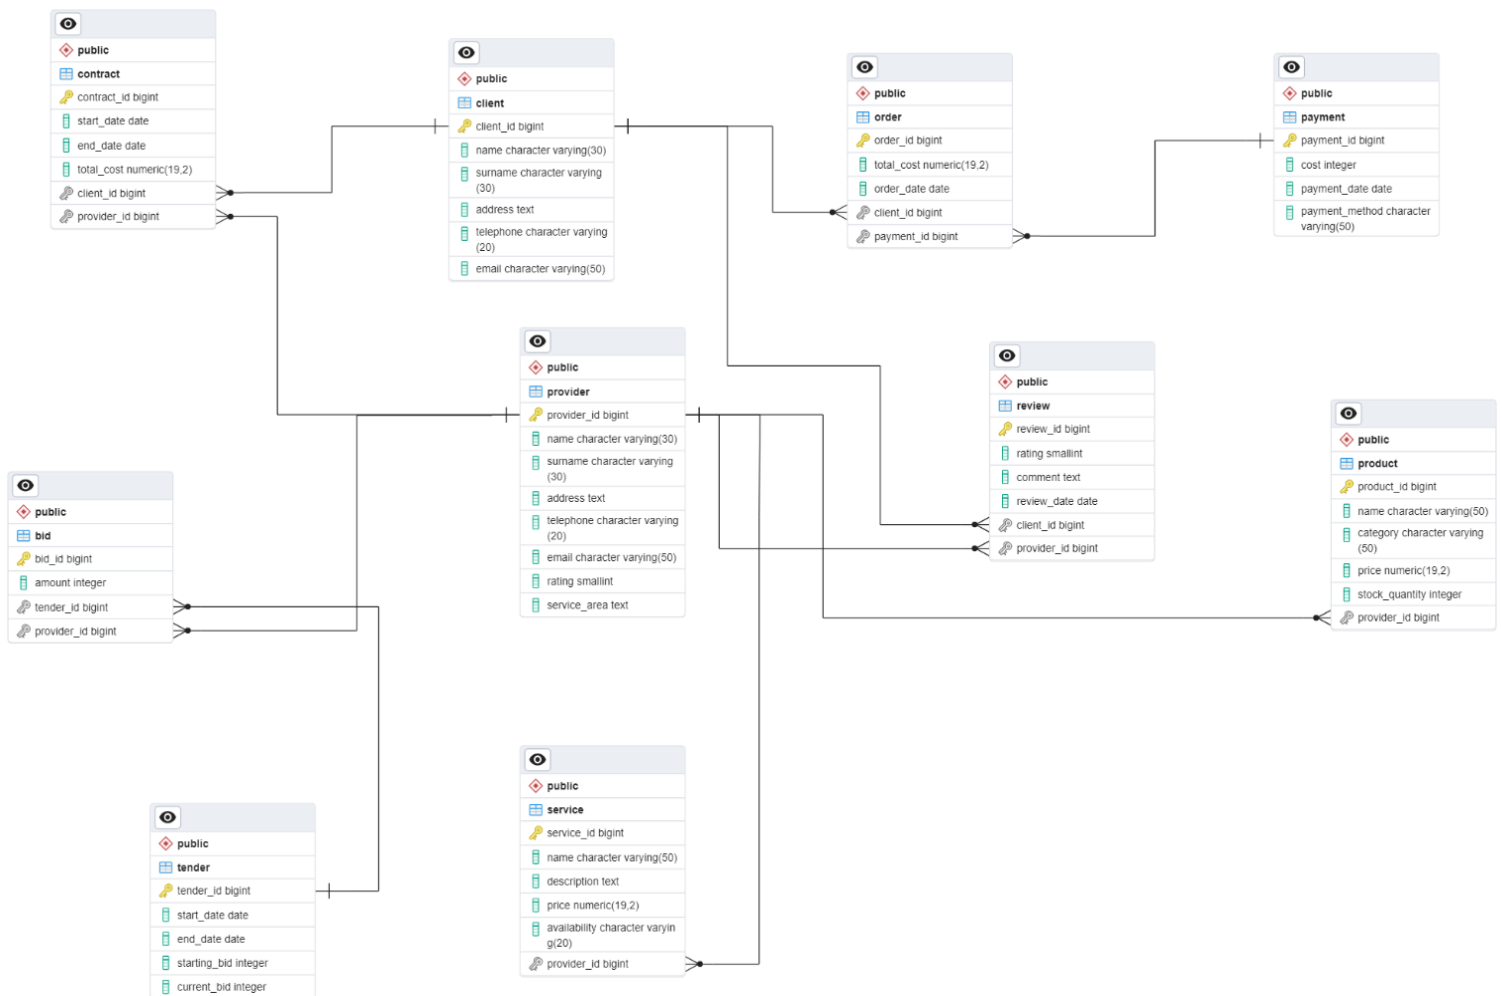 public
contract
contract_id bigint
start_date date
end_date date
total_cost numeric(19,2)
client_id bigint
provider_id bigint
public
client
client_id bigint
name character varying(30)
surname character varying
(30)
address text
telephone character varying
(20)
email character varying(50)
public
order
order_id bigint
total_cost numeric(19,2)
order_date date
client_id bigint
payment_id bigint
public
payment
payment_id bigint
cost integer
payment_date date
payment_method character
varying(50)
public
provider
provider_id bigint
name character varying(30)
surname character varying
(30)
address text
telephone character varying
(20)
email character varying(50)
rating smallint
service_area text
public
review
review_id bigint
rating smallint
comment text
review_date date
client_id bigint
provider_id bigint
public
product
product_id bigint
name character varying(50)
category character varying
(50)
price numeric(19,2)
stock_quantity integer
provider_id bigint
public
bid
bid_id bigint
amount integer
tender_id bigint
provider_id bigint
public
service
service_id bigint
name character varying(50)
description text
price numeric(19,2)
availability character varyin
g(20)
provider_id bigint
public
tender
tender_id bigint
start_date date
end_date date
starting_bid integer
current_bid integer